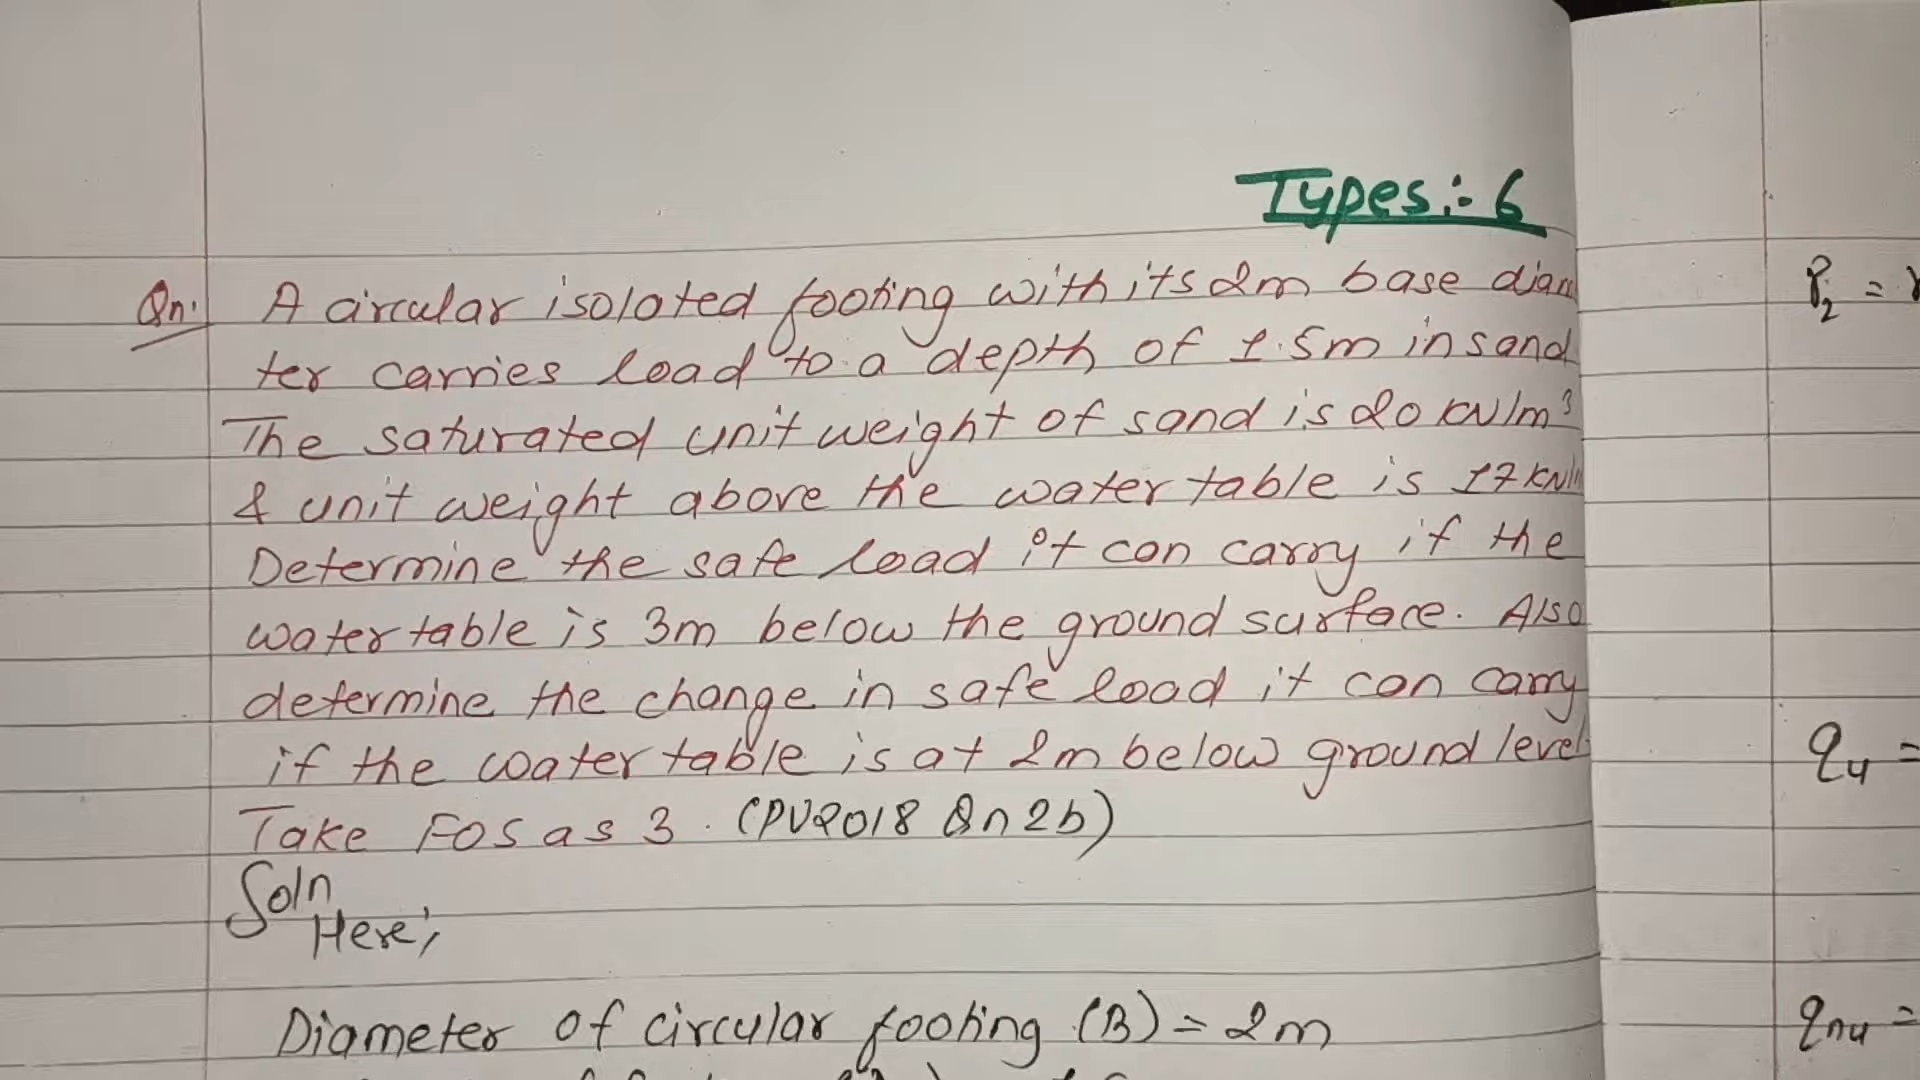 Types:- 6
Qn. A circular isolated footing with its 2m base diam
ter carries load to a depth of 1.5m in sand
The saturated unit weight of sand is 20 kN/m³
& unit weight above the water table is 17 kN/m
Determine the safe load it can carry if the
water table is 3m below the ground surface. Also
determine the change in safe load it can carry
if the water table is at 2m below ground level
Take FOS as 3. (PU2018 Qn 2b)
Soln
Here,
Diameter of circular footing (B) = 2m
P₂ =
qu =
qnu =